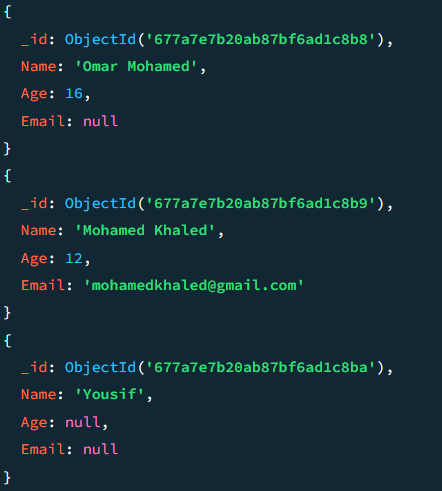 {
  _id: ObjectId('677a7e7b20ab87bf6ad1c8b8'),
  Name: 'Omar Mohamed',
  Age: 16,
  Email: null
}
{
  _id: ObjectId('677a7e7b20ab87bf6ad1c8b9'),
  Name: 'Mohamed Khaled',
  Age: 12,
  Email: 'mohamedkhaled@gmail.com'
}
{
  _id: ObjectId('677a7e7b20ab87bf6ad1c8ba'),
  Name: 'Yousif',
  Age: null,
  Email: null
}